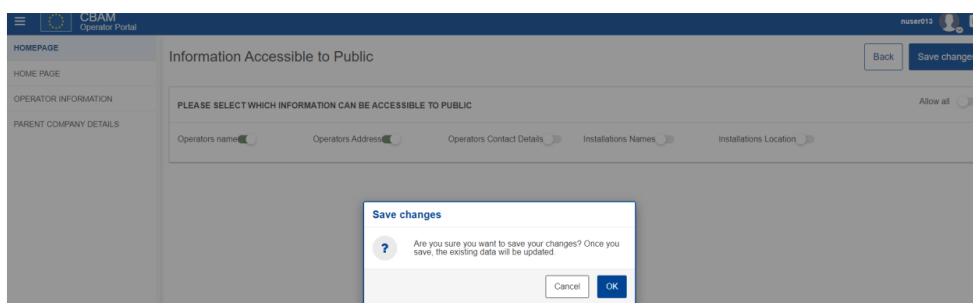 CBAM
Operator Portal
nuser013
HOMEPAGE
HOME PAGE
OPERATOR INFORMATION
PARENT COMPANY DETAILS
Information Accessible to Public
Back
Save changes
PLEASE SELECT WHICH INFORMATION CAN BE ACCESSIBLE TO PUBLIC
Allow all
Operators name
Operators Address
Operators Contact Details
Installations Names
Installations Location
Save changes
?
Are you sure you want to save your changes? Once you
save, the existing data will be updated.
Cancel
OK